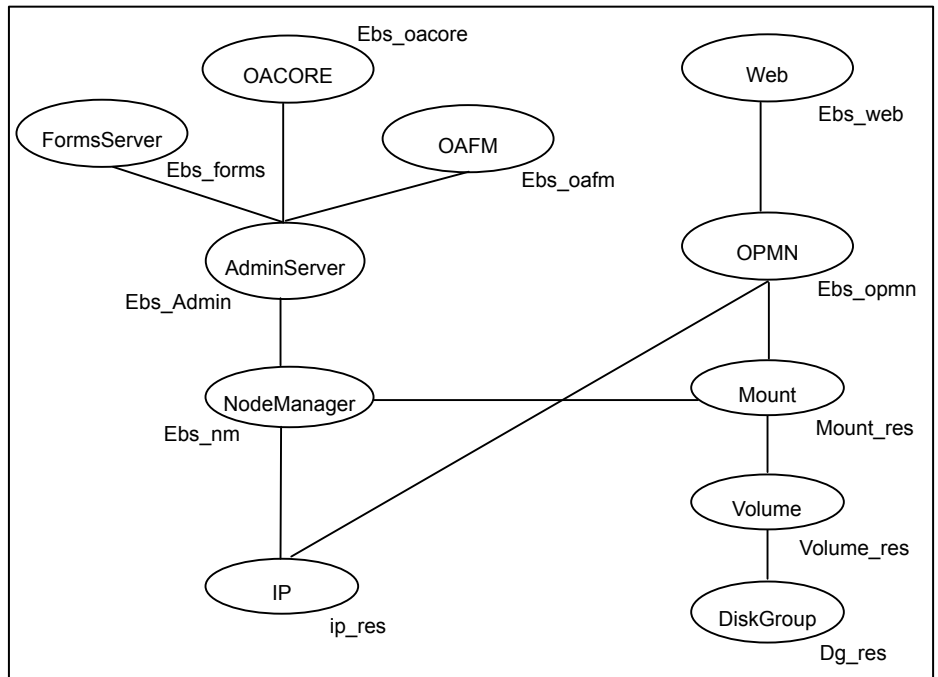 Ebs_oacore
OACORE
Web
Ebs_web
FormsServer
Ebs_forms
OAFM
Ebs_oafm
AdminServer
Ebs_Admin
OPMN
Ebs_opmn
NodeManager
Ebs_nm
Mount
Mount_res
Volume
Volume_res
IP
ip_res
DiskGroup
Dg_res